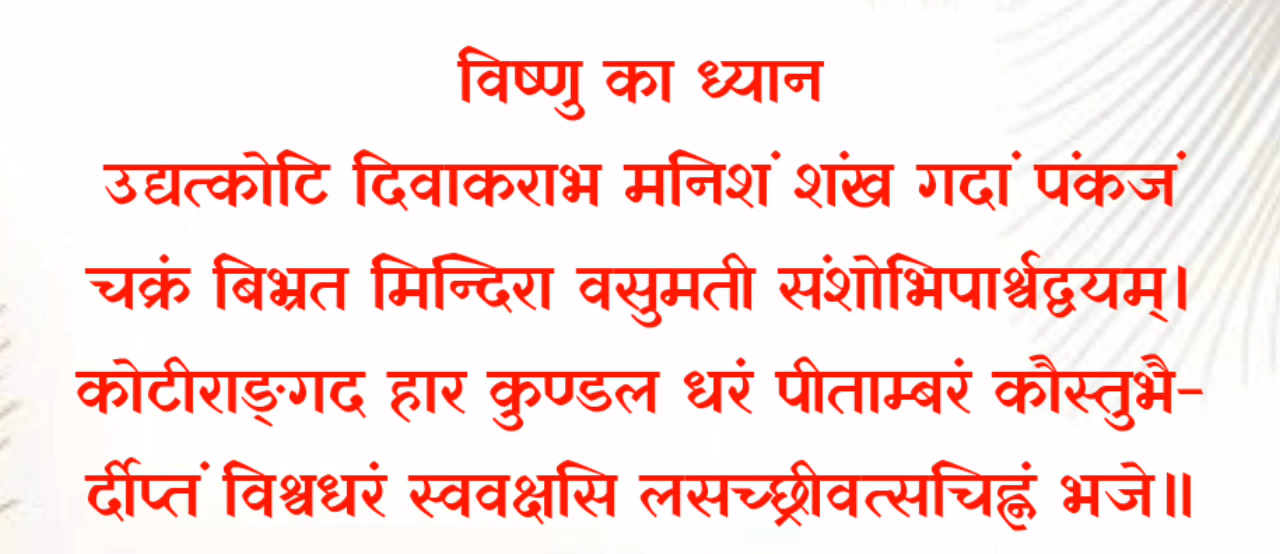 विष्णु का ध्यान
उद्यत्कोटि दिवाकराभ मनिशं शंख गदां पंकजं
चक्रं बिभ्रत मिन्दिरा वसुमती संशोभिपार्श्वद्वयम्।
कोटीराङ्गद हार कुण्डल धरं पीताम्बरं कौस्तुभै-
र्दीप्तं विश्वधरं स्ववक्षसि लसच्छ्रीवत्सचिह्नं भजे॥